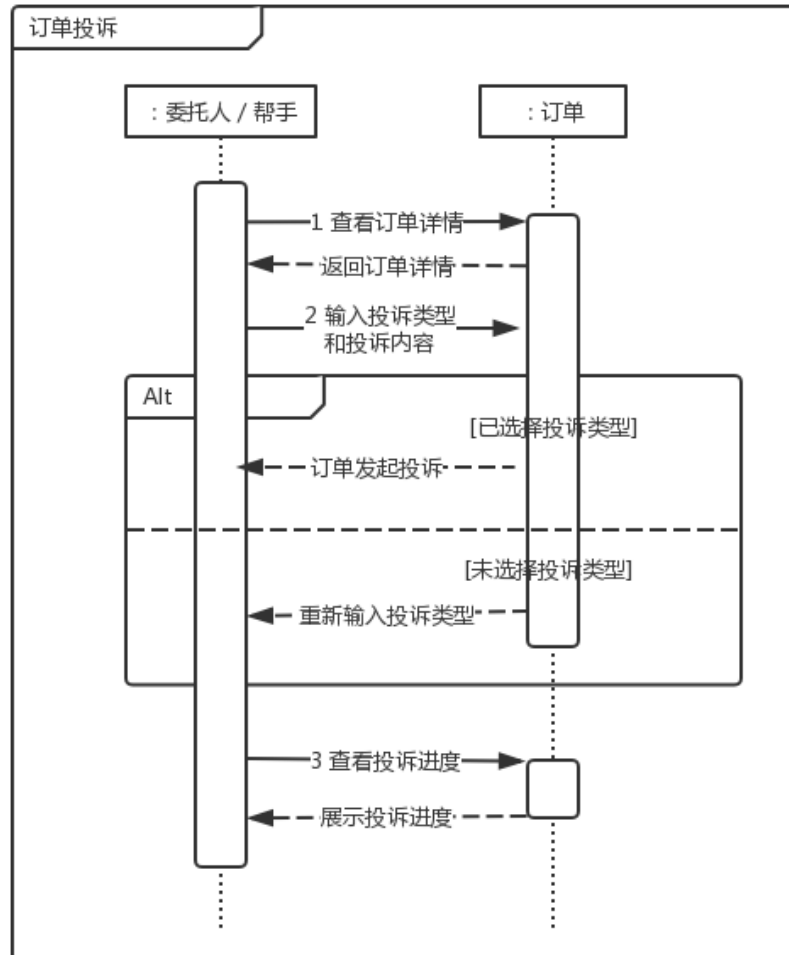 订单投诉
：委托人 / 帮手
：订单
1 查看订单详情
返回订单详情
2 输入投诉类型
和投诉内容
Alt
[已选择投诉类型]
订单发起投诉
[未选择投诉类型]
重新输入投诉类型
3 查看投诉进度
展示投诉进度